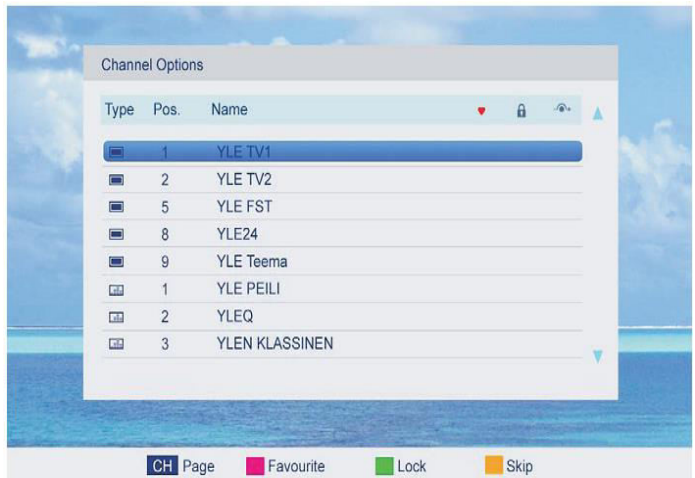 Channel Options
Type Pos. Name
1 YLE TV1
2 YLE TV2
5 YLE FST
8 YLE24
9 YLE Teema
1 YLE PEILI
2 YLEQ
3 YLEN KLASSINEN
CH Page Favourite Lock Skip